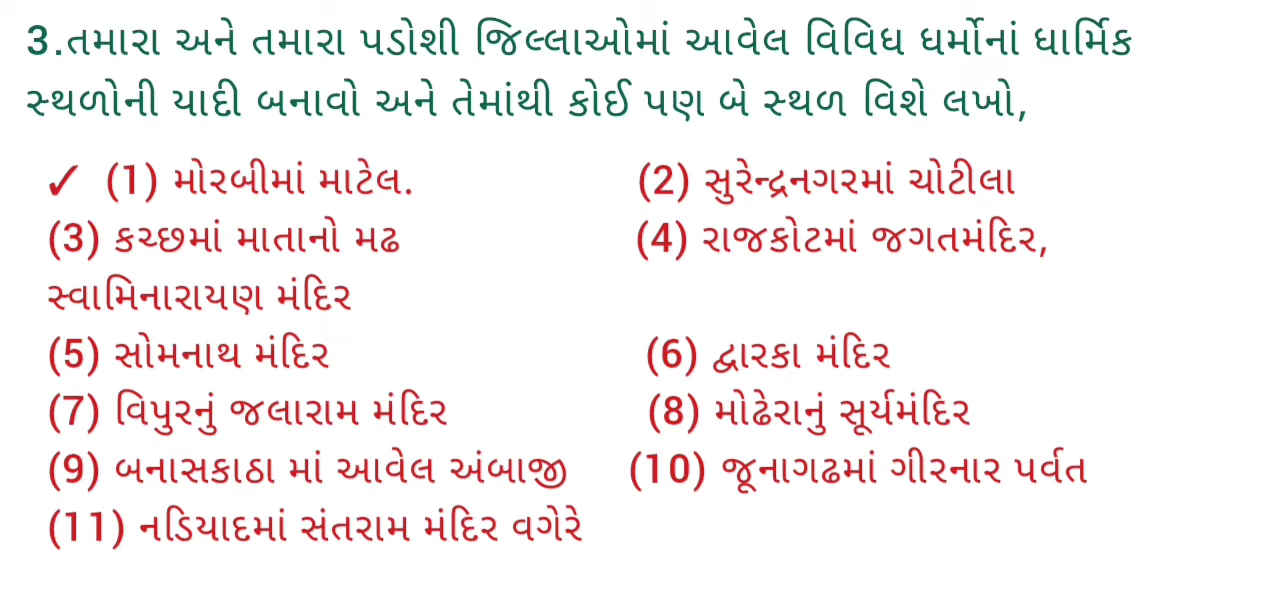 3.તમારા અને તમારા પડોશી જિલ્લાઓમાં આવેલ વિવિધ ધર્મોનાં ધાર્મિક
સ્થળોની યાદી બનાવો અને તેમાંથી કોઈ પણ બે સ્થળ વિશે લખો,
✓ (1) મોરબીમાં માટેલ. (2) સુરેન્દ્રનગરમાં ચોટીલા
(3) કચ્છમાં માતાનો મઢ (4) રાજકોટમાં જગતમંદિર,
સ્વામિનારાયણ મંદિર
(5) સોમનાથ મંદિર (6) દ્વારકા મંદિર
(7) વિપુરનું જલારામ મંદિર (8) મોઢેરાનું સૂર્યમંદિર
(9) બનાસકાઠા માં આવેલ અંબાજી (10) જૂનાગઢમાં ગીરનાર પર્વત
(11) નડિયાદમાં સંતરામ મંદિર વગેરે